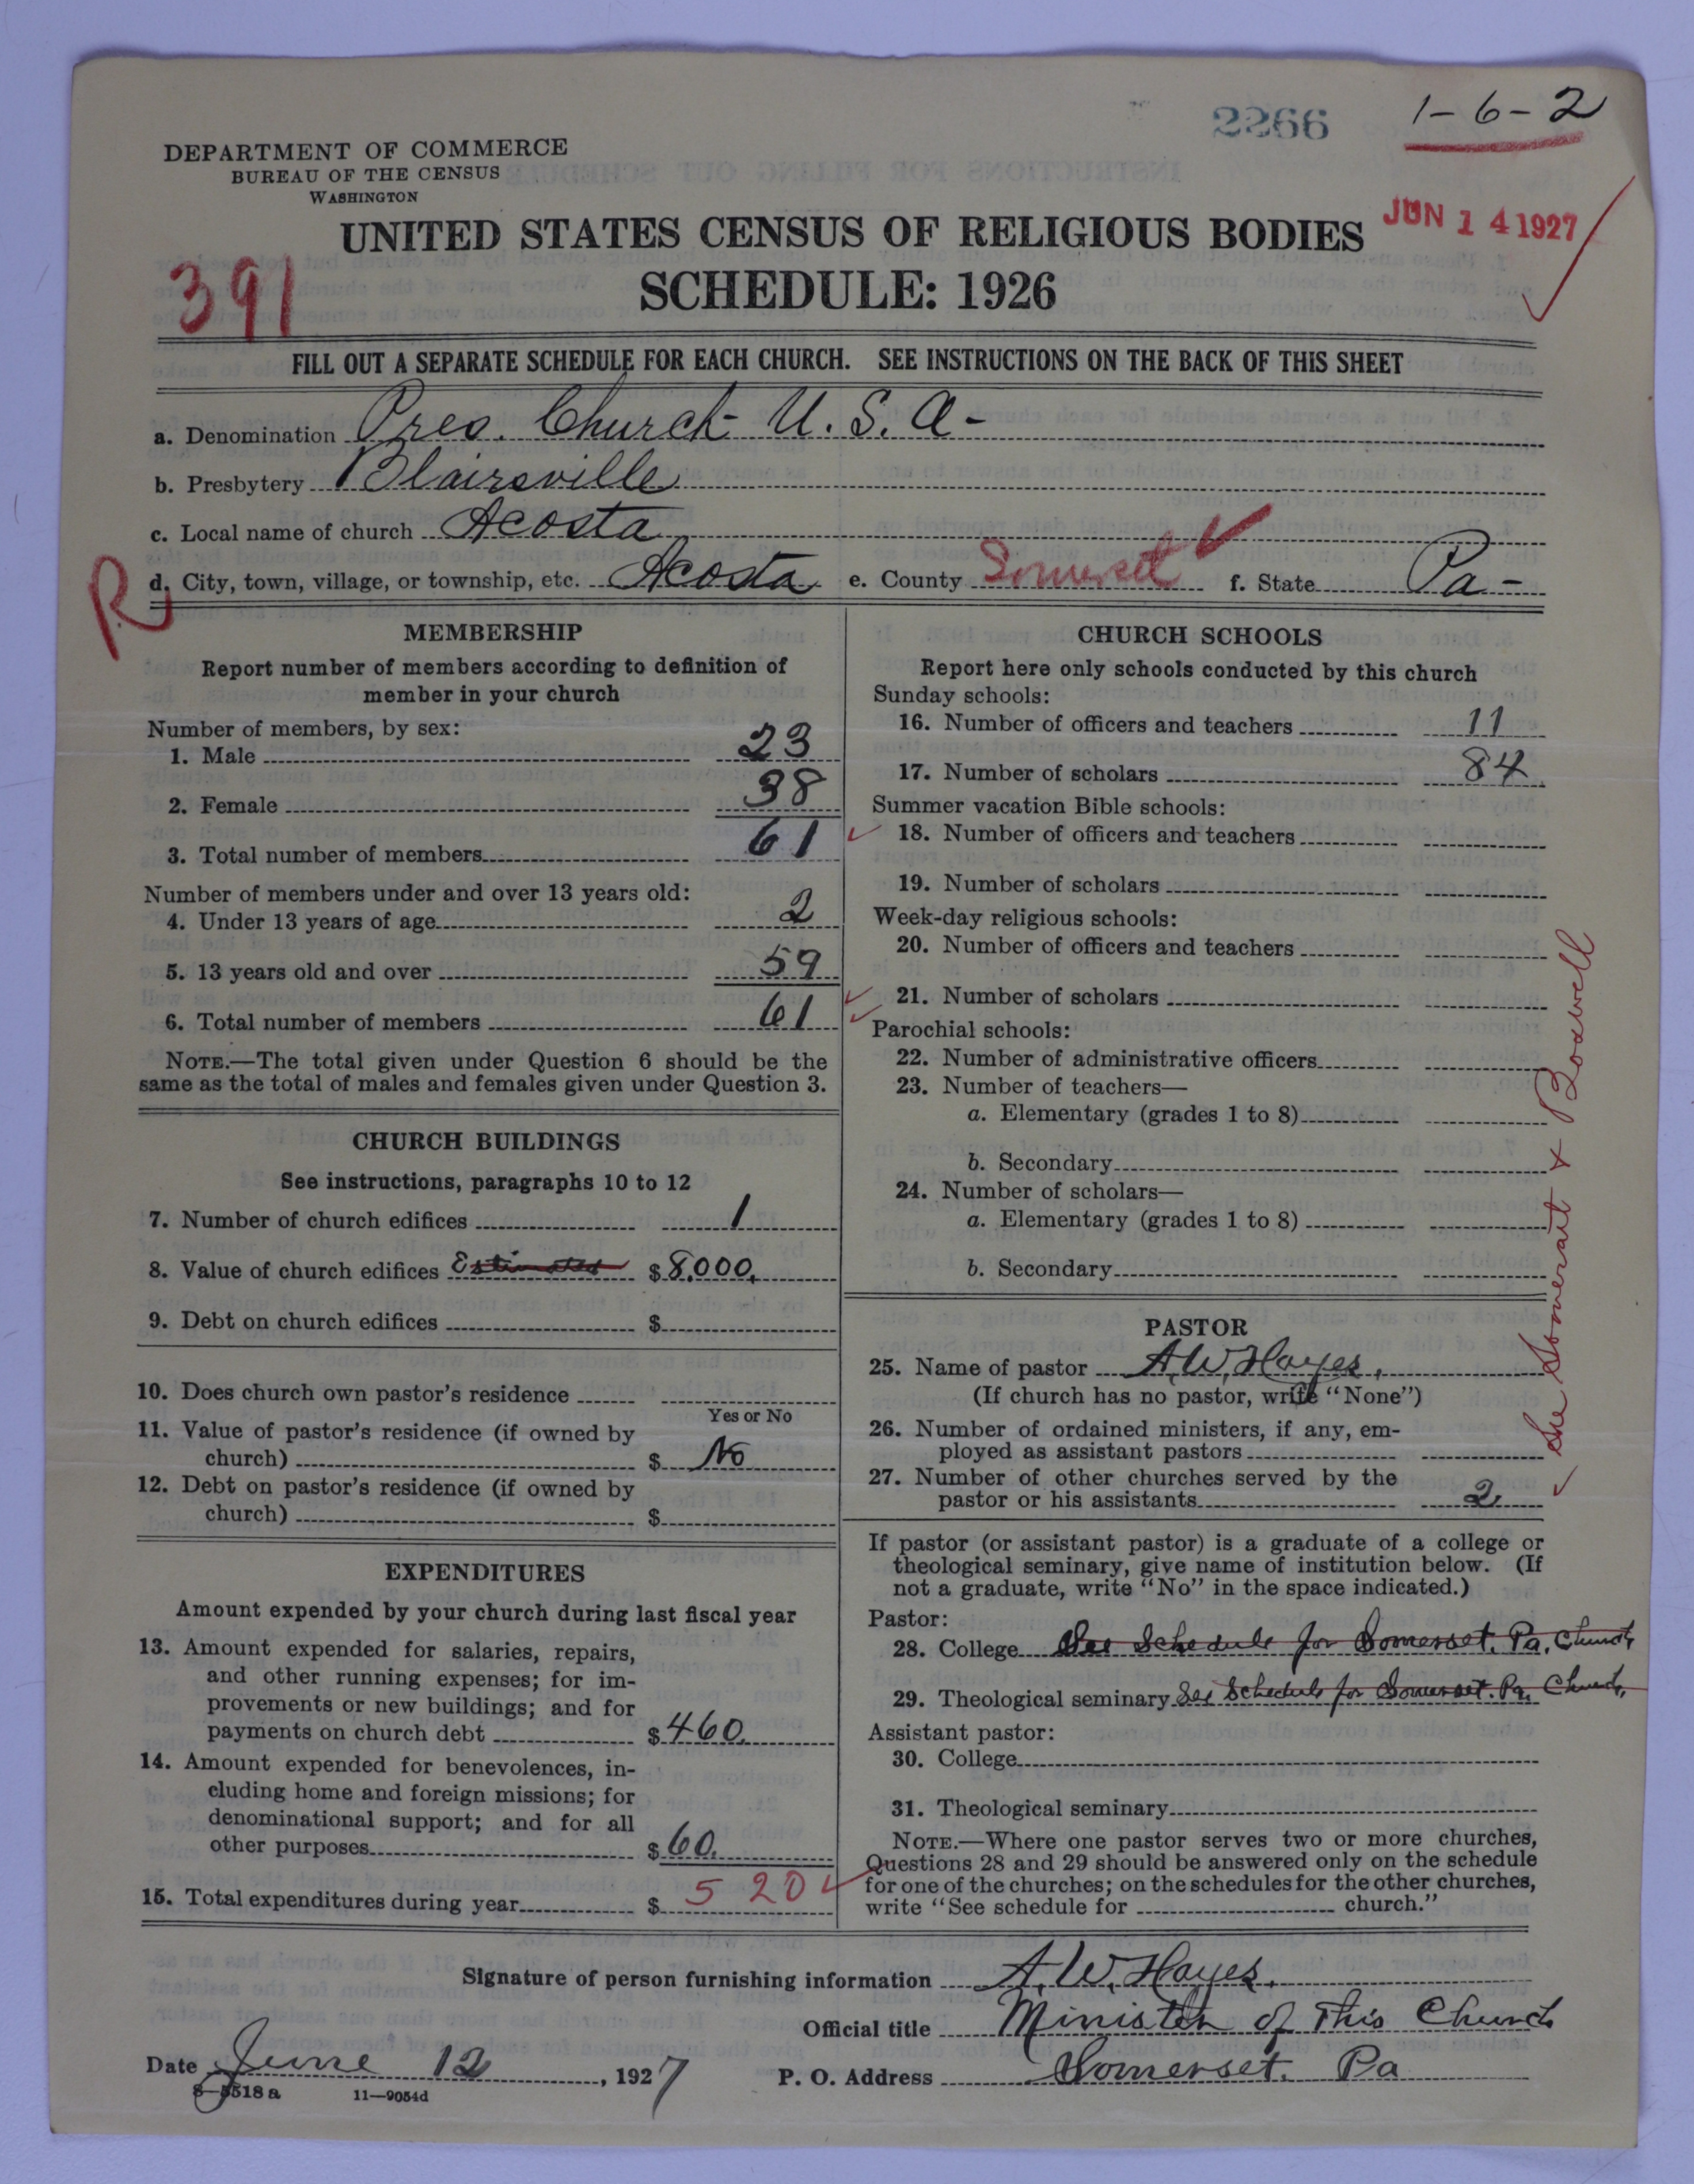 2266
1-6-2
DEPARTMENT OF COMMERCE
BUREAU OF THE CENSUS
WASHINGTON
JUN 14 1927
UNITED STATES CENSUS OF RELIGIOUS BODIES
391
SCHEDULE: 1926
FILL OUT A SEPARATE SCHEDULE FOR EACH CHURCH. SEE INSTRUCTIONS ON THE BACK OF THIS SHEET
a. Denomination Pres. Church U. S. A-
b. Presbytery Blairsville
c. Local name of church Acosta
R
d. City, town, village, or township, etc. Acosta e. County Somerset f. State Pa-
MEMBERSHIP
Report number of members according to definition of
member in your church
Number of members, by sex:
1. Male 23
2. Female 38
3. Total number of members 61
Number of members under and over 13 years old:
4. Under 13 years of age 2
5. 13 years old and over 59
6. Total number of members 61
NOTE.—The total given under Question 6 should be the
same as the total of males and females given under Question 3.
CHURCH BUILDINGS
See instructions, paragraphs 10 to 12
7. Number of church edifices 1
8. Value of church edifices Estimated $8,000.
9. Debt on church edifices $
10. Does church own pastor's residence
Yes or No
11. Value of pastor's residence (if owned by
church) $ No
12. Debt on pastor's residence (if owned by
church) $
EXPENDITURES
Amount expended by your church during last fiscal year
13. Amount expended for salaries, repairs,
and other running expenses; for im-
provements or new buildings; and for
payments on church debt $460.
14. Amount expended for benevolences, in-
cluding home and foreign missions; for
denominational support; and for all
other purposes $60.
15. Total expenditures during year $ 520
CHURCH SCHOOLS
Report here only schools conducted by this church
Sunday schools:
16. Number of officers and teachers 11
17. Number of scholars 84
Summer vacation Bible schools:
18. Number of officers and teachers
19. Number of scholars
Week-day religious schools:
20. Number of officers and teachers
21. Number of scholars
Parochial schools:
22. Number of administrative officers
23. Number of teachers—
a. Elementary (grades 1 to 8)
b. Secondary
24. Number of scholars—
a. Elementary (grades 1 to 8)
b. Secondary
PASTOR
25. Name of pastor A. W. Hayes.
(If church has no pastor, write "None")
26. Number of ordained ministers, if any, em-
ployed as assistant pastors
27. Number of other churches served by the
pastor or his assistants 2
See Somerset & Boswell
If pastor (or assistant pastor) is a graduate of a college or
theological seminary, give name of institution below. (If
not a graduate, write "No" in the space indicated.)
Pastor:
28. College See Schedule for Somerset, Pa. Church
29. Theological seminary See Schedule for Somerset. Pa. Church.
Assistant pastor:
30. College
31. Theological seminary
NOTE.—Where one pastor serves two or more churches,
Questions 28 and 29 should be answered only on the schedule
for one of the churches; on the schedules for the other churches,
write "See schedule for church."
Signature of person furnishing information A. W. Hayes.
Official title Minister of This Church
Date June 12, 1927 P. O. Address Somerset. Pa
8—5518 a 11—9054d